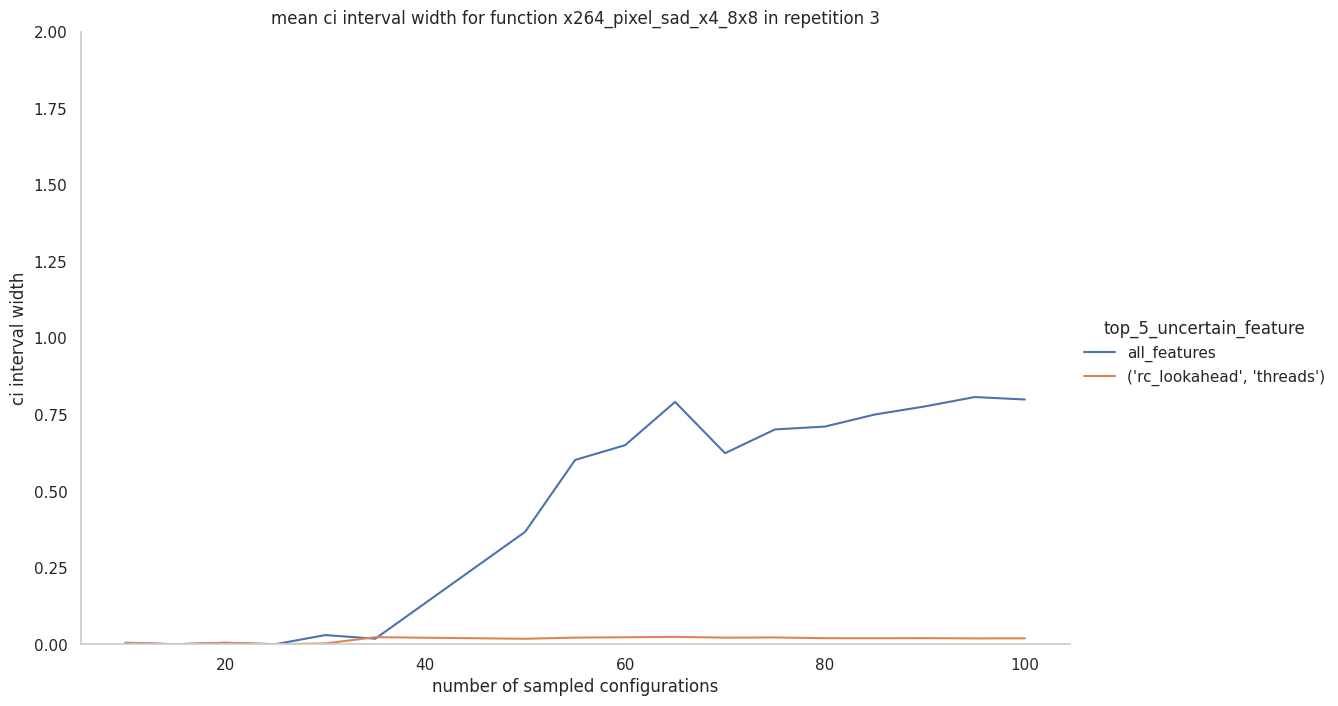 mean ci interval width for function x264_pixel_sad_x4_8x8 in repetition 3
2.00
1.75
1.50
1.25
1.00
0.75
0.50
0.25
0.00
ci interval width
20
40
60
80
100
number of sampled configurations
top_5_uncertain_feature
all_features
('rc_lookahead', 'threads')